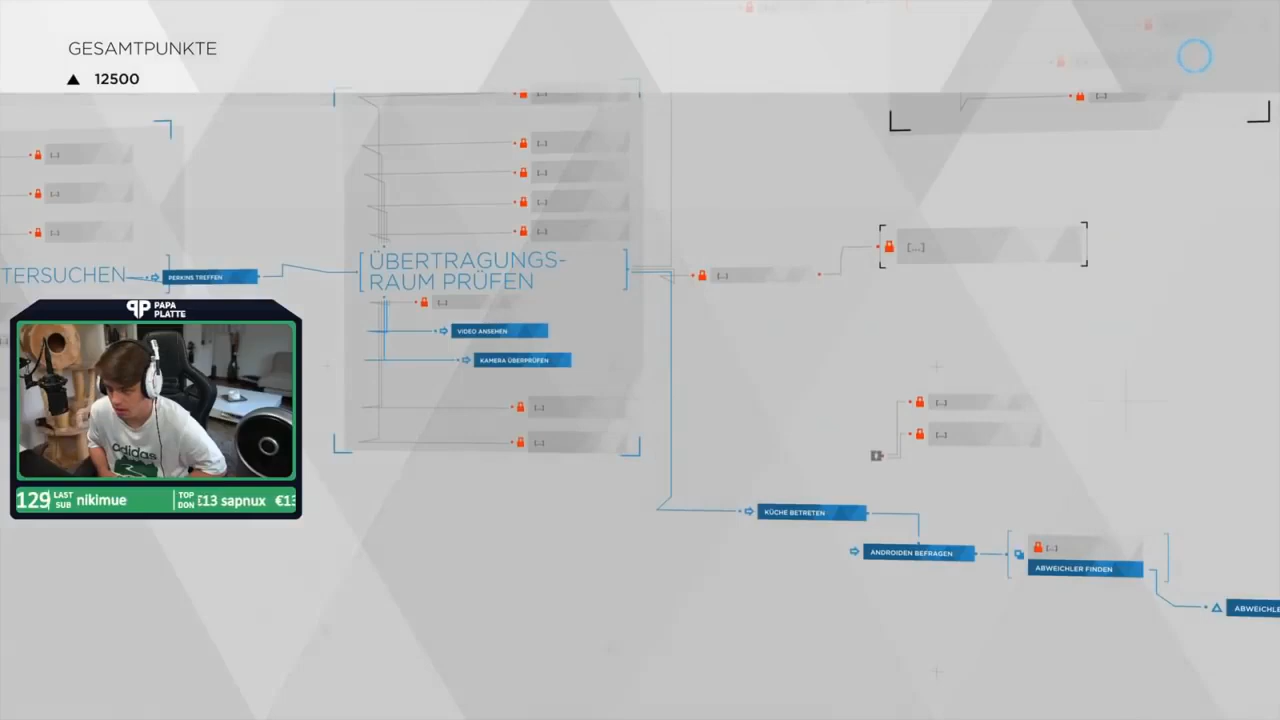 GESAMTPUNKTE
12500
[...]
[...]
[...]
[...]
[...]
[...]
[...]
[...]
[...]
TERSUCHEN
PERKINS TREFFEN
ÜBERTRAGUNGS-
RAUM PRÜFEN
[...]
[...]
[...]
VIDEO ANSEHEN
KAMERA ÜBERPRÜFEN
[...]
[...]
[...]
[...]
KÜCHE BETRETEN
ANDROIDEN BEFRAGEN
[...]
ABWEICHLER FINDEN
ABWEICHLE
PAPA
PLATTE
adidas
129
LAST
SUB
nikimue
TOP
DON
£13 sapnux €13